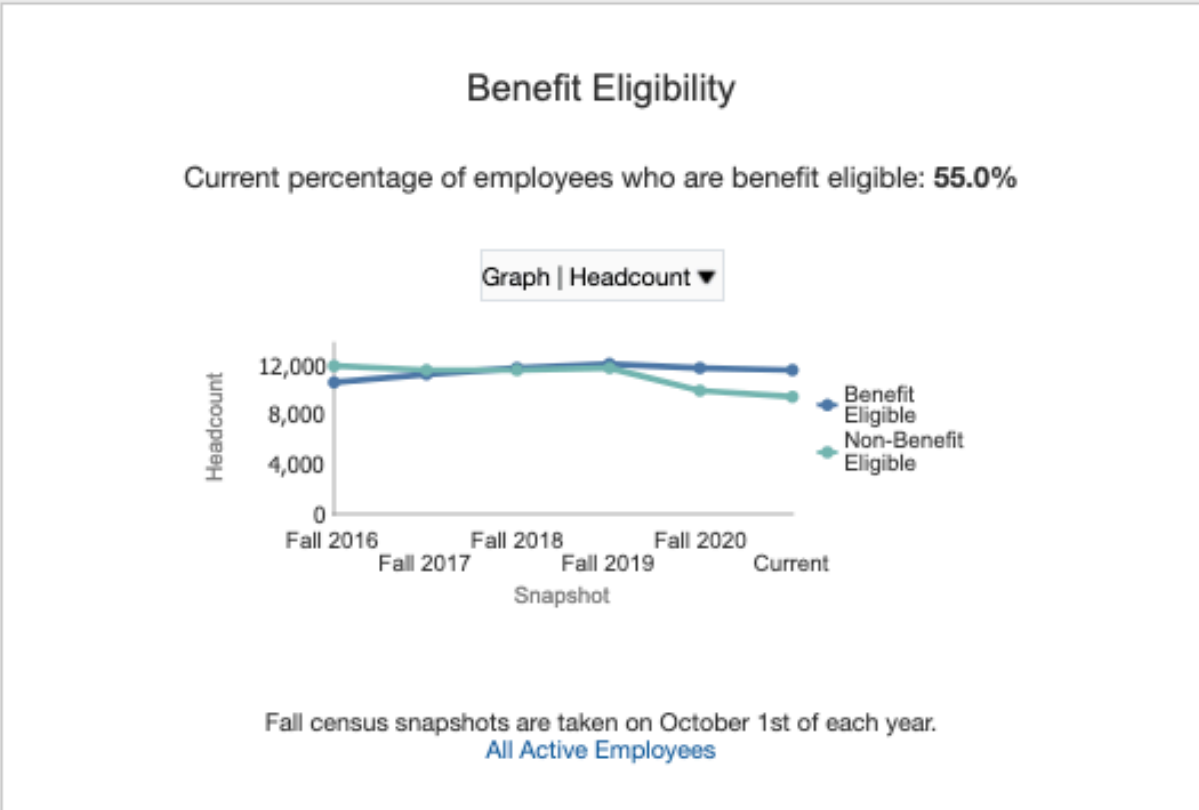 Benefit Eligibility
Current percentage of employees who are benefit eligible: 55.0%
Graph | Headcount ▼
Headcount
12,000
8,000
4,000
0
Benefit
Eligible
Non-Benefit
Eligible
Fall 2016
Fall 2017
Fall 2018
Fall 2019
Fall 2020
Current
Snapshot
Fall census snapshots are taken on October 1st of each year.
All Active Employees